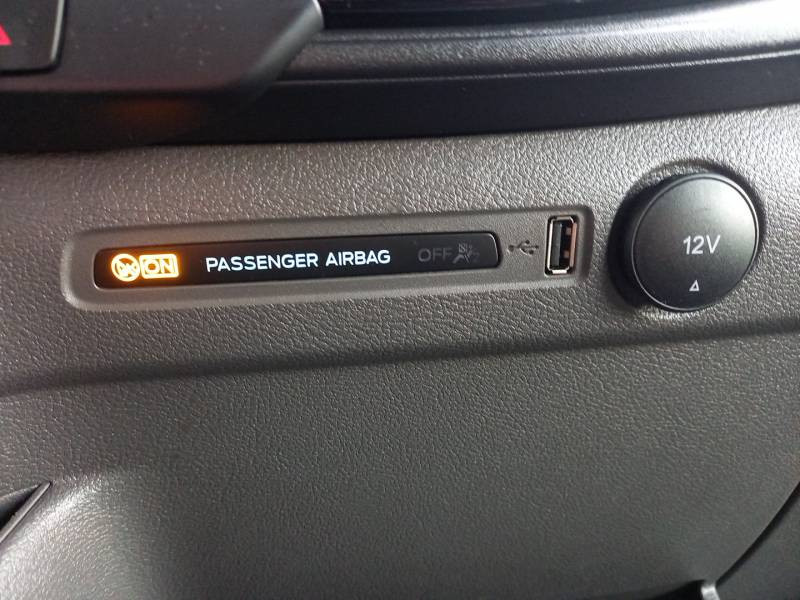 ON PASSENGER AIRBAG OFF
12V